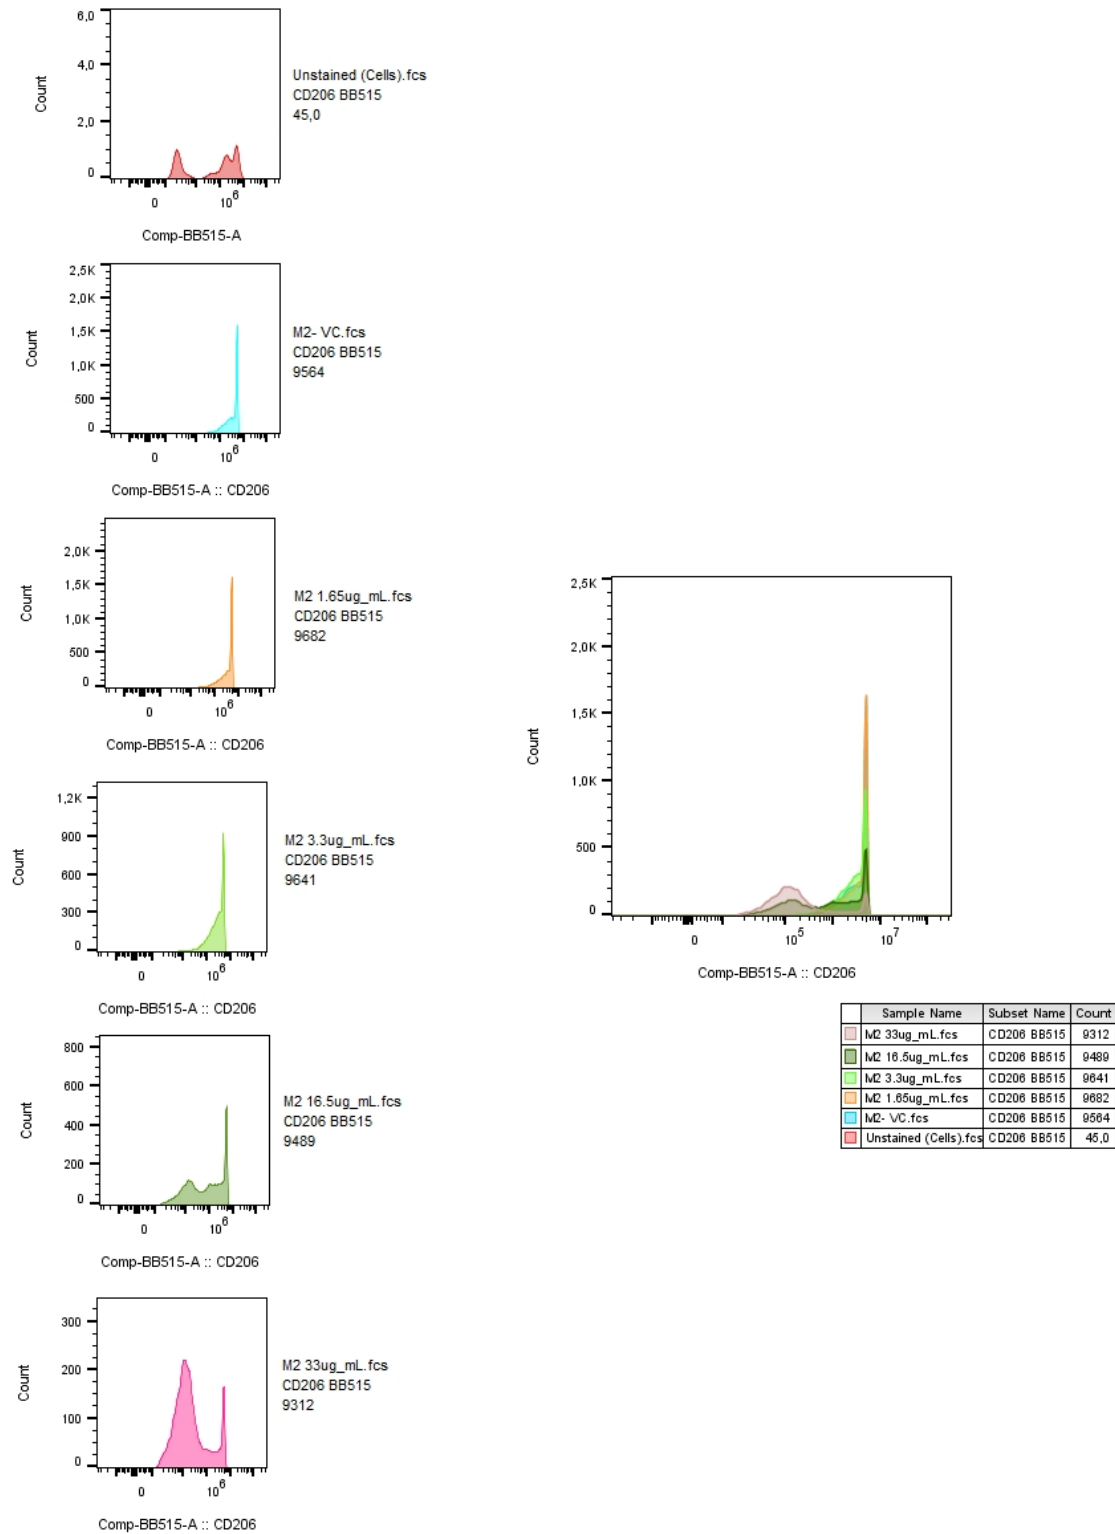 6,0
4,0
2,0
0
Count
0
10^6
Comp-BB515-A
Unstained (Cells).fcs
CD206 BB515
45,0
2,5K
2,0K
1,5K
1,0K
500
0
Count
0
10^6
Comp-BB515-A :: CD206
M2- VC.fcs
CD206 BB515
9564
2,0K
1,5K
1,0K
500
0
Count
0
10^6
Comp-BB515-A :: CD206
M2 1.65ug_mL.fcs
CD206 BB515
9682
1,2K
900
600
300
0
Count
0
10^6
Comp-BB515-A :: CD206
M2 3.3ug_mL.fcs
CD206 BB515
9641
800
600
400
200
0
Count
0
10^6
Comp-BB515-A :: CD206
M2 16.5ug_mL.fcs
CD206 BB515
9489
300
200
100
0
Count
0
10^6
Comp-BB515-A :: CD206
M2 33ug_mL.fcs
CD206 BB515
9312
2,5K
2,0K
1,5K
1,0K
500
0
Count
0
10^5
10^7
Comp-BB515-A :: CD206
Sample Name Subset Name Count
M2 33ug_mL.fcs CD206 BB515 9312
M2 16.5ug_mL.fcs CD206 BB515 9489
M2 3.3ug_mL.fcs CD206 BB515 9641
M2 1.65ug_mL.fcs CD206 BB515 9682
M2- VC.fcs CD206 BB515 9564
Unstained (Cells).fcs CD206 BB515 45,0